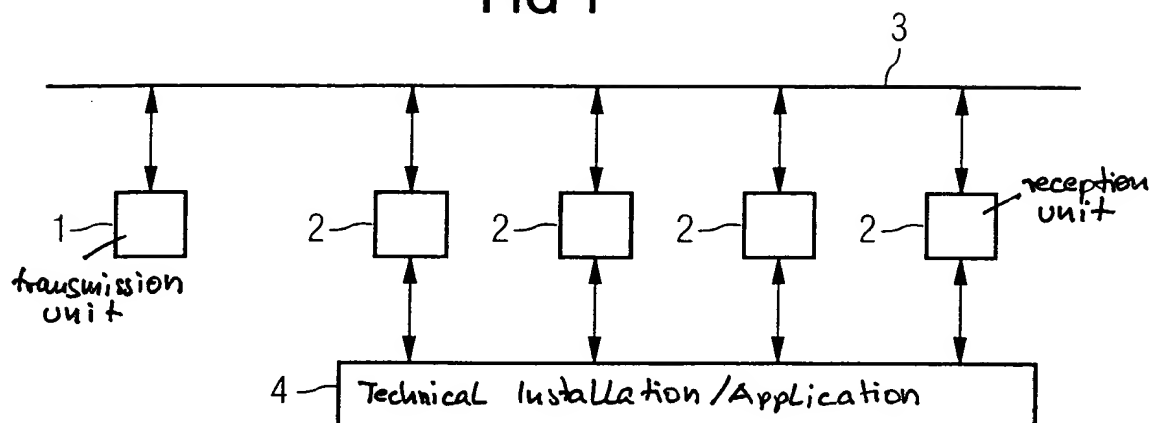 FIG 1
3
1
2
2
2
2
reception
unit
transmission
unit
4
Technical Installation/Application